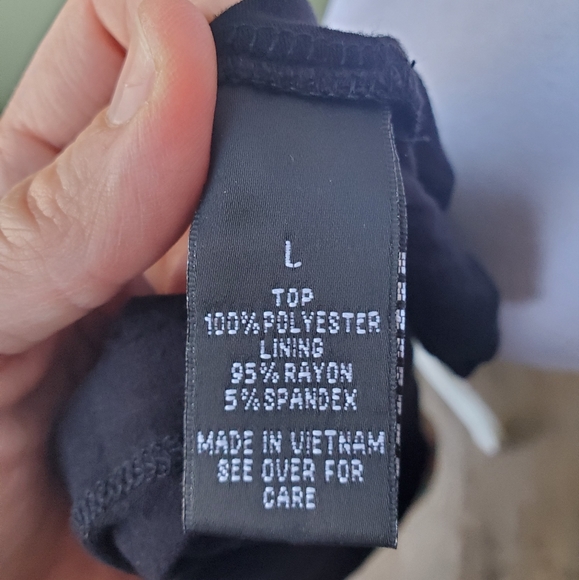 L
TOP
100%POLYESTER
LINING
95%RAYON
5%SPANDEX
MADE IN VIETNAM
SEE OVER FOR
CARE